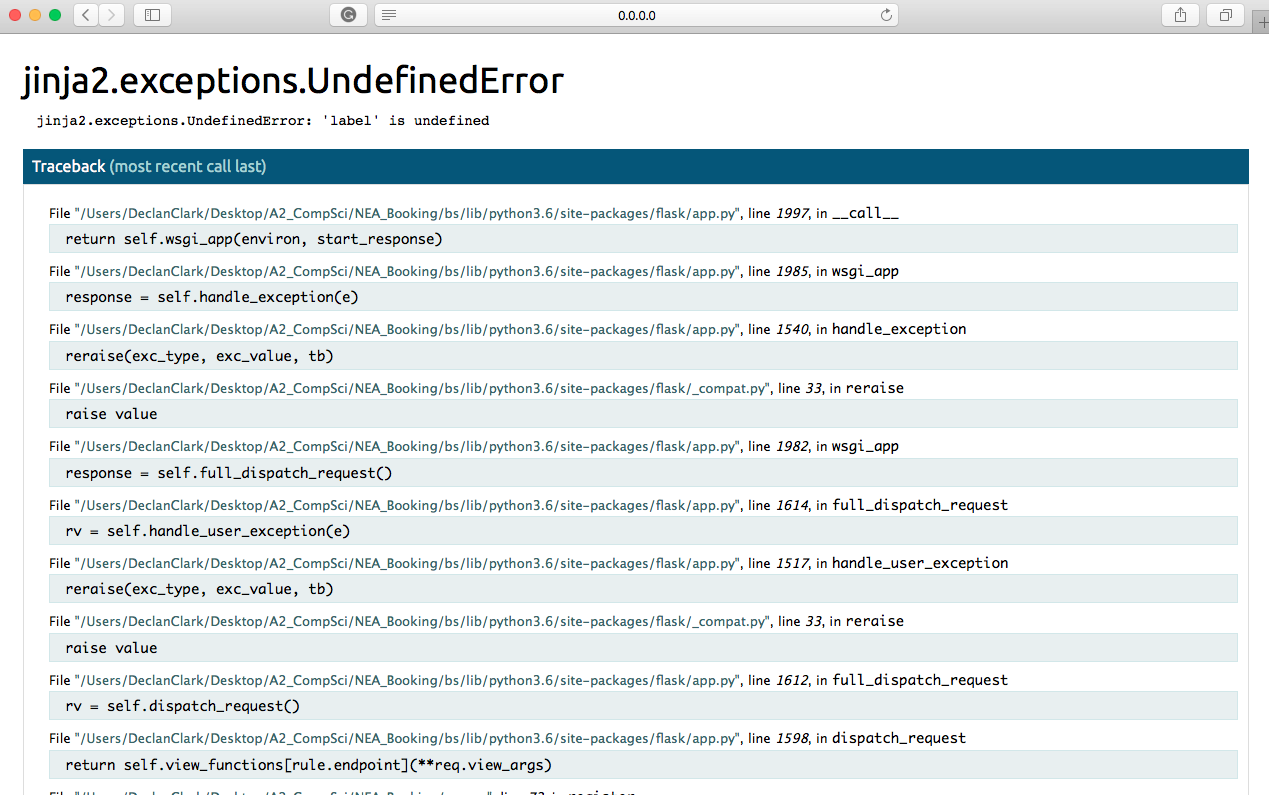 0.0.0.0
jinja2.exceptions.UndefinedError
jinja2.exceptions.UndefinedError: 'label' is undefined
Traceback (most recent call last)
File "/Users/DeclanClark/Desktop/A2_CompSci/NEA_Booking/bs/lib/python3.6/site-packages/flask/app.py", line 1997, in __call__
return self.wsgi_app(environ, start_response)
File "/Users/DeclanClark/Desktop/A2_CompSci/NEA_Booking/bs/lib/python3.6/site-packages/flask/app.py", line 1985, in wsgi_app
response = self.handle_exception(e)
File "/Users/DeclanClark/Desktop/A2_CompSci/NEA_Booking/bs/lib/python3.6/site-packages/flask/app.py", line 1540, in handle_exception
reraise(exc_type, exc_value, tb)
File "/Users/DeclanClark/Desktop/A2_CompSci/NEA_Booking/bs/lib/python3.6/site-packages/flask/_compat.py", line 33, in reraise
raise value
File "/Users/DeclanClark/Desktop/A2_CompSci/NEA_Booking/bs/lib/python3.6/site-packages/flask/app.py", line 1982, in wsgi_app
response = self.full_dispatch_request()
File "/Users/DeclanClark/Desktop/A2_CompSci/NEA_Booking/bs/lib/python3.6/site-packages/flask/app.py", line 1614, in full_dispatch_request
rv = self.handle_user_exception(e)
File "/Users/DeclanClark/Desktop/A2_CompSci/NEA_Booking/bs/lib/python3.6/site-packages/flask/app.py", line 1517, in handle_user_exception
reraise(exc_type, exc_value, tb)
File "/Users/DeclanClark/Desktop/A2_CompSci/NEA_Booking/bs/lib/python3.6/site-packages/flask/_compat.py", line 33, in reraise
raise value
File "/Users/DeclanClark/Desktop/A2_CompSci/NEA_Booking/bs/lib/python3.6/site-packages/flask/app.py", line 1612, in full_dispatch_request
rv = self.dispatch_request()
File "/Users/DeclanClark/Desktop/A2_CompSci/NEA_Booking/bs/lib/python3.6/site-packages/flask/app.py", line 1598, in dispatch_request
return self.view_functions[rule.endpoint](**req.view_args)